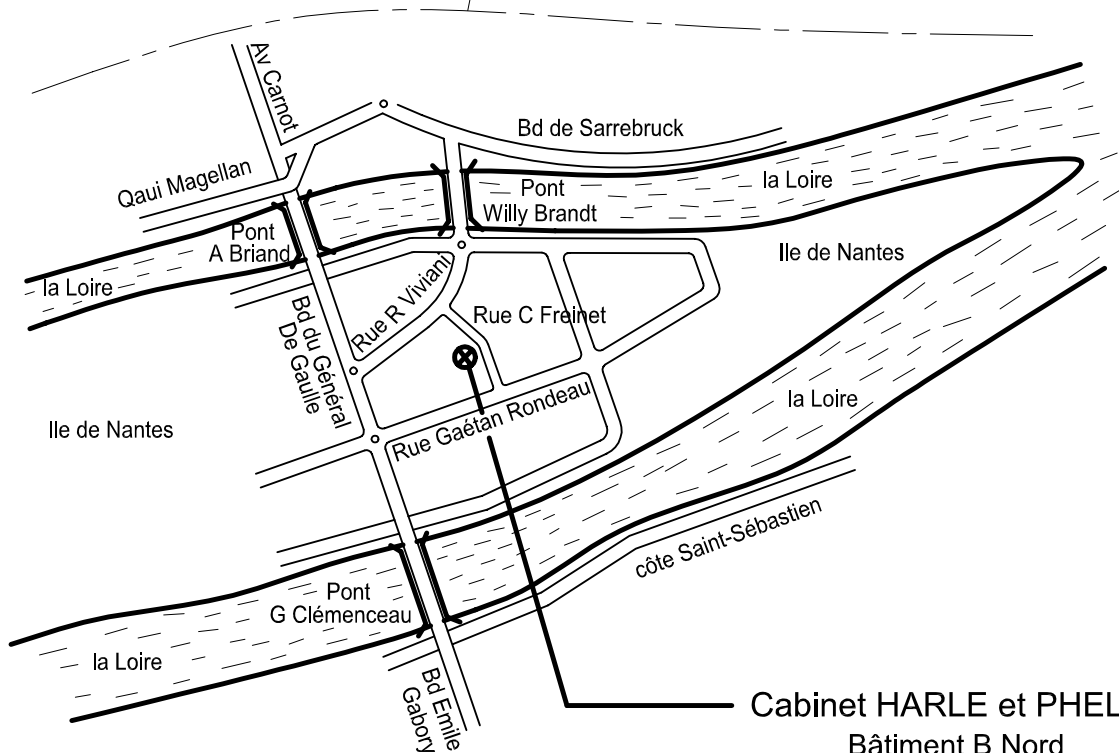 Av Carnot
Bd de Sarrebruck
Qaui Magellan
Pont
Willy Brandt
la Loire
Pont
A Briand
Ile de Nantes
la Loire
Rue R Viviani
Rue C Freinet
Bd du Général
De Gaulle
la Loire
Ile de Nantes
Rue Gaétan Rondeau
côte Saint-Sébastien
Pont
G Clémenceau
la Loire
Bd Emile
Gabory
Cabinet HARLE et PHEL
Bâtiment B Nord